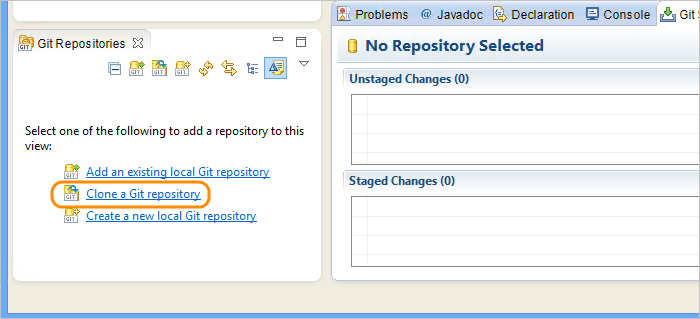 Git Repositories
Select one of the following to add a repository to this
view:
Add an existing local Git repository
Clone a Git repository
Create a new local Git repository
Problems @ Javadoc Declaration Console Git S
No Repository Selected
Unstaged Changes (0)
Staged Changes (0)